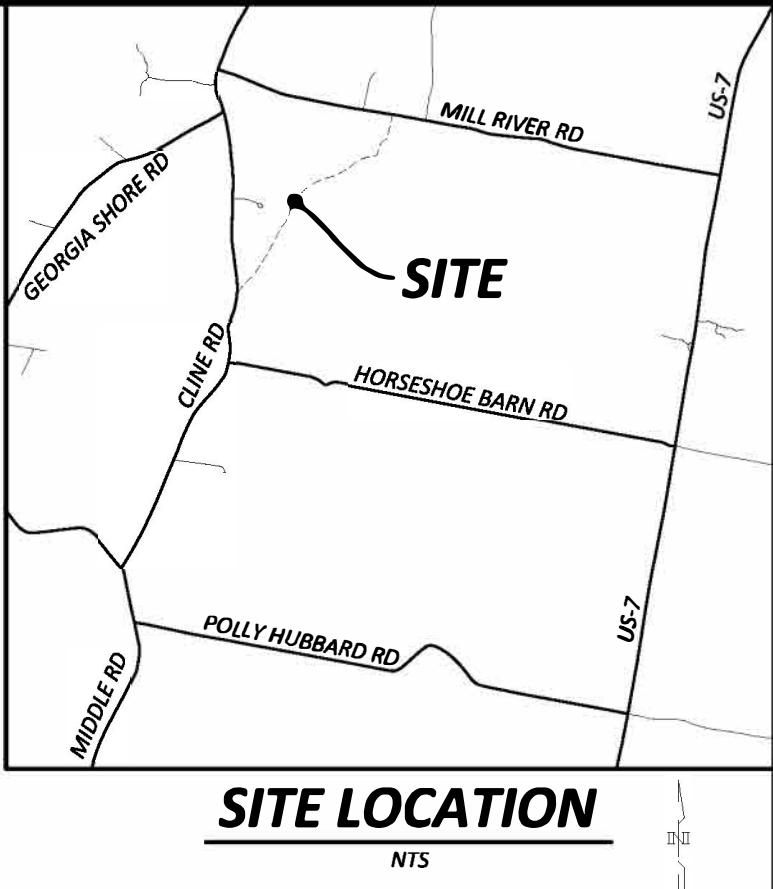 US-7
MILL RIVER RD
GEORGIA SHORE RD
SITE
CLINE RD
HORSESHOE BARN RD
US-7
POLLY HUBBARD RD
MIDDLE RD
SITE LOCATION
NTS
N